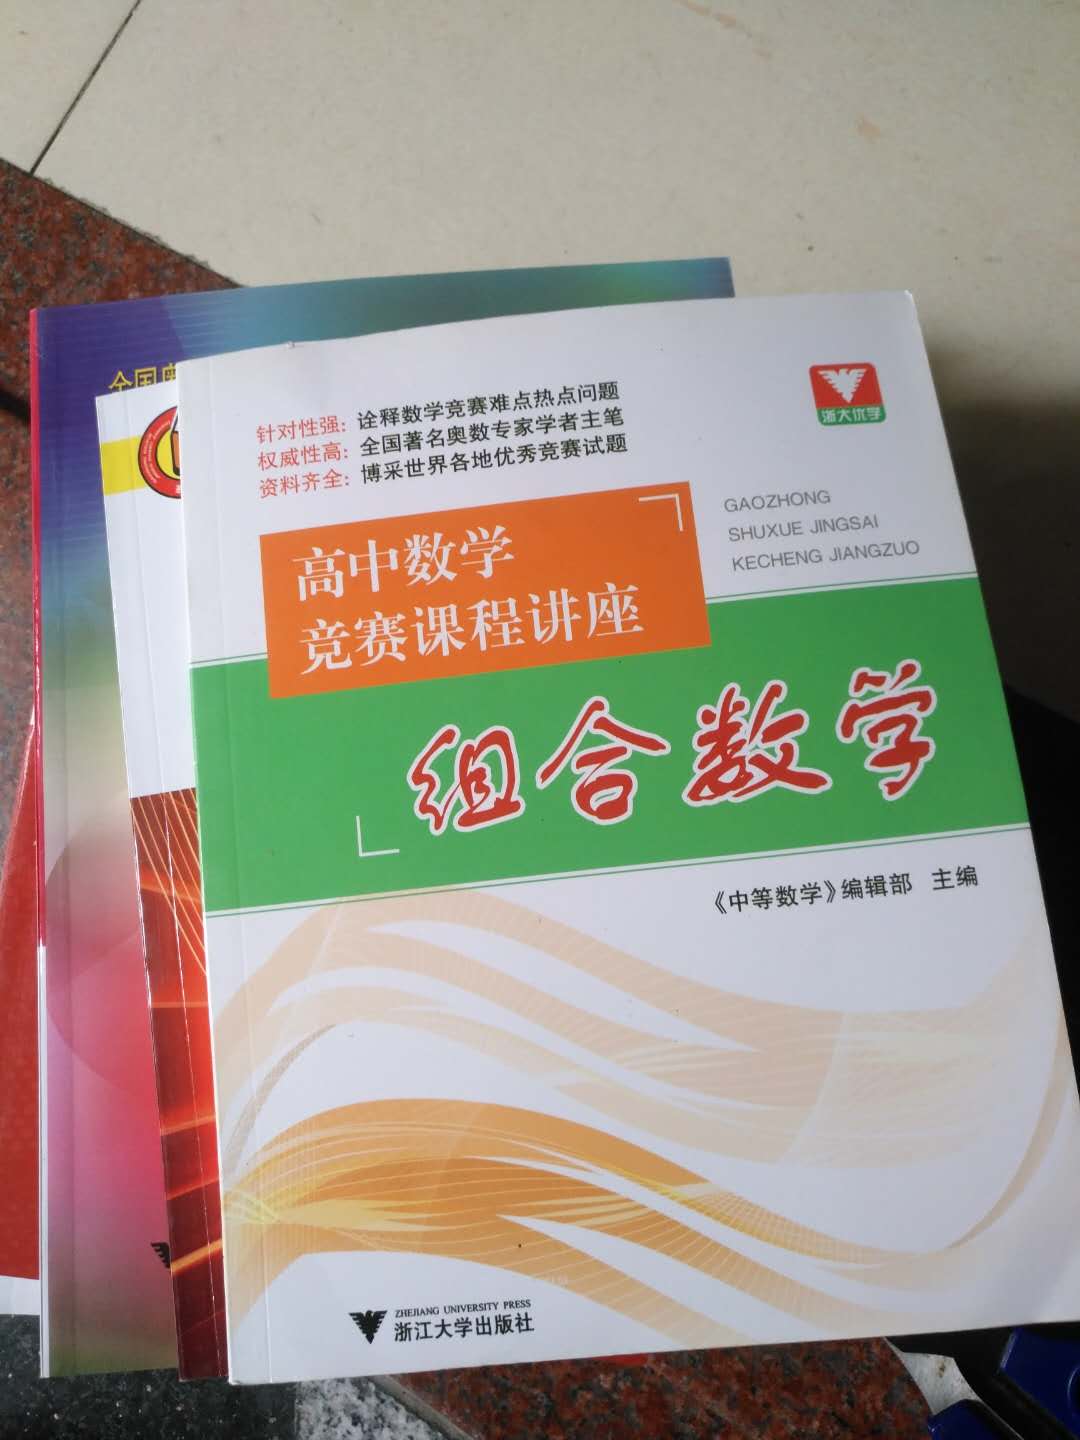 全国奥
针对性强：诠释数学竞赛难点热点问题
权威性高：全国著名奥数专家学者主笔
资料齐全：博采世界各地优秀竞赛试题
浙大优学
GAOZHONG
SHUXUE JINGSAI
KECHENG JIANGZUO
高中数学
竞赛课程讲座
组合数学
《中等数学》编辑部 主编
ZHEJIANG UNIVERSITY PRESS
浙江大学出版社